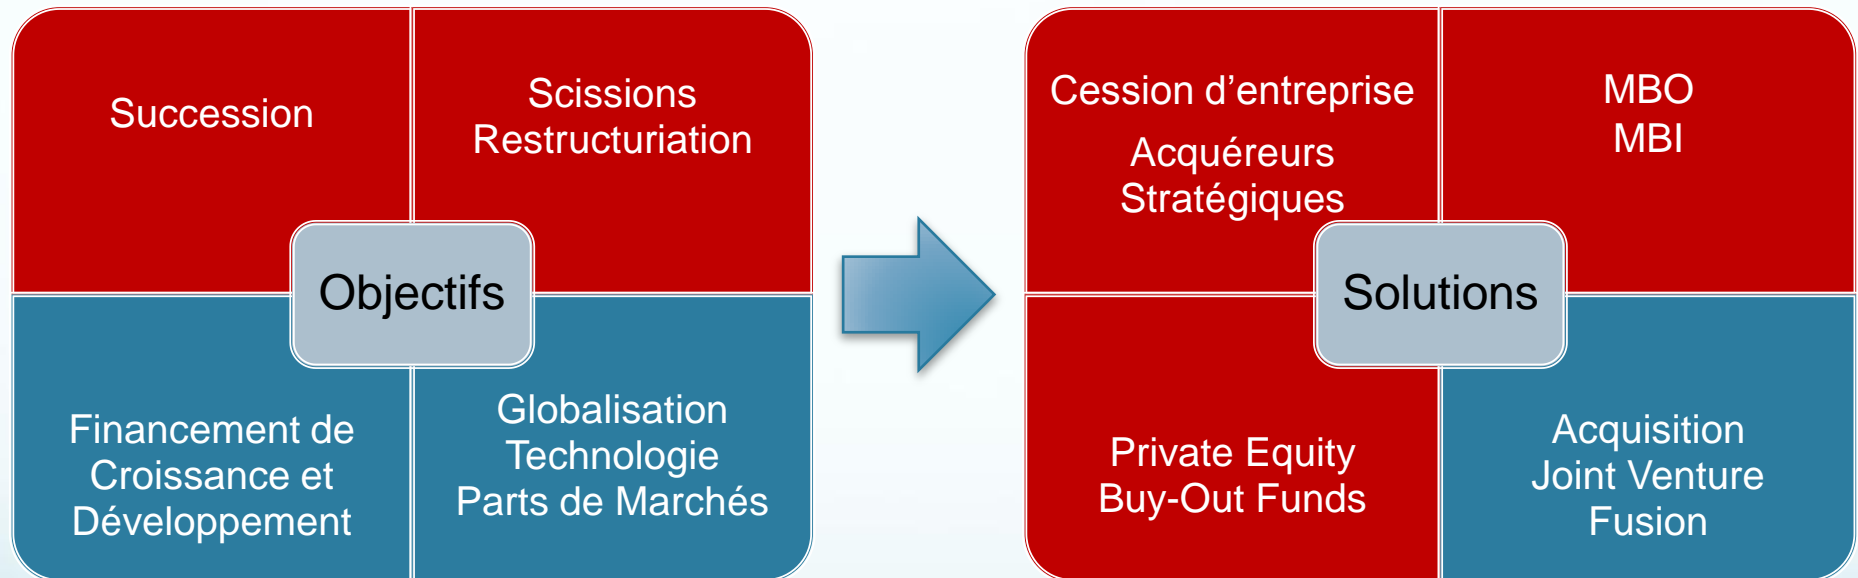 Succession
Scissions
Restructuriation
Objectifs
Financement de
Croissance et
Développement
Globalisation
Technologie
Parts de Marchés
Cession d’entreprise
Acquéreurs
Stratégiques
MBO
MBI
Solutions
Private Equity
Buy-Out Funds
Acquisition
Joint Venture
Fusion